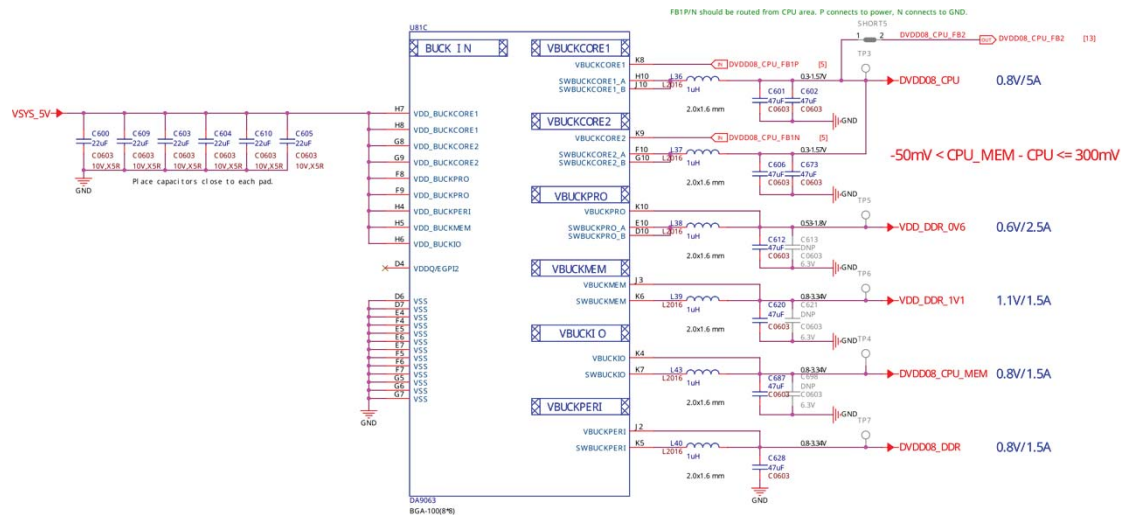 FB1P/N should be routed from CPU area. P connects to power, N connects to GND.
SHORT5
1 2 DVDD08_CPU_FB2 OUT DVDD08_CPU_FB2 [13]
U81C
BUCK IN
VBUCKCORE1
VBUCKCORE1 K8 IN DVDD08_CPU_FB1P [5]
TP3
SWBUCKCORE1_A H10 L36 0.3-1.57V DVDD08_CPU 0.8V/5A
SWBUCKCORE1_B J10 L2016 1uH
C601 C602
47uF 47uF
C0603 C0603
2.0x1.6 mm
GND
VSYS_5V
H7 VDD_BUCKCORE1
H8 VDD_BUCKCORE1
G8 VDD_BUCKCORE2
G9 VDD_BUCKCORE2
F8 VDD_BUCKPRO
F9 VDD_BUCKPRO
H4 VDD_BUCKPERI
H5 VDD_BUCKMEM
H6 VDD_BUCKIO
D4 VDDQ/EGPI2
C600 C609 C603 C604 C610 C605
22uF 22uF 22uF 22uF 22uF 22uF
C0603 C0603 C0603 C0603 C0603 C0603
10V,X5R 10V,X5R 10V,X5R 10V,X5R 10V,X5R 10V,X5R
Place capacitors close to each pad.
GND
VBUCKCORE2
VBUCKCORE2 K9 IN DVDD08_CPU_FB1N [5]
SWBUCKCORE2_A F10 L37 0.3-1.57V
SWBUCKCORE2_B G10 L2016 1uH
C606 C673
47uF 47uF
C0603 C0603
2.0x1.6 mm
GND
-50mV < CPU_MEM - CPU <= 300mV
VBUCKPRO
VBUCKPRO K10
TP5
SWBUCKPRO_A E10 L38 0.53-1.8V VDD_DDR_0V6 0.6V/2.5A
SWBUCKPRO_B D10 L2016 1uH
C612 C613
47uF DNP
C0603 C0603
6.3V
2.0x1.6 mm
GND
VBUCKMEM
VBUCKMEM J3
TP6
SWBUCKMEM K6 L39 0.8-3.34V VDD_DDR_1V1 1.1V/1.5A
L2016 1uH
C620 C621
47uF DNP
C0603 C0603
6.3V
2.0x1.6 mm
GND
VBUCKIO
VBUCKIO K4
TP4
SWBUCKIO K7 L43 0.8-3.34V DVDD08_CPU_MEM 0.8V/1.5A
L2016 1uH
C687 C698
47uF DNP
C0603 C0603
6.3V
2.0x1.6 mm
GND
VBUCKPERI
VBUCKPERI J2
TP7
SWBUCKPERI K5 L40 0.8-3.34V DVDD08_DDR 0.8V/1.5A
L2016 1uH
C628
47uF
C0603
2.0x1.6 mm
GND
D6 VSS
D7 VSS
E4 VSS
F4 VSS
E5 VSS
E6 VSS
E7 VSS
F5 VSS
F6 VSS
F7 VSS
G5 VSS
G6 VSS
G7 VSS
GND
DA9063
BGA-100(8*8)